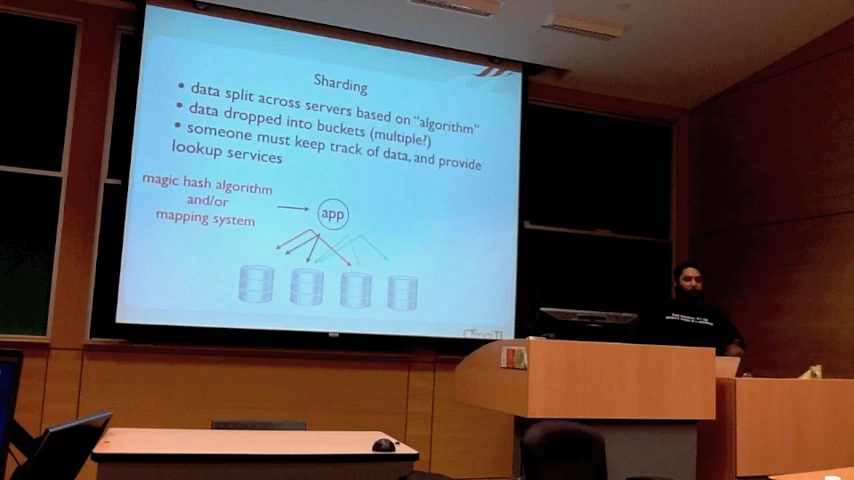 Sharding
• data split across servers based on "algorithm"
• data dropped into buckets (multiple?)
• someone must keep track of data, and provide
lookup services
magic hash algorithm
and/or
mapping system
app
OmniTI